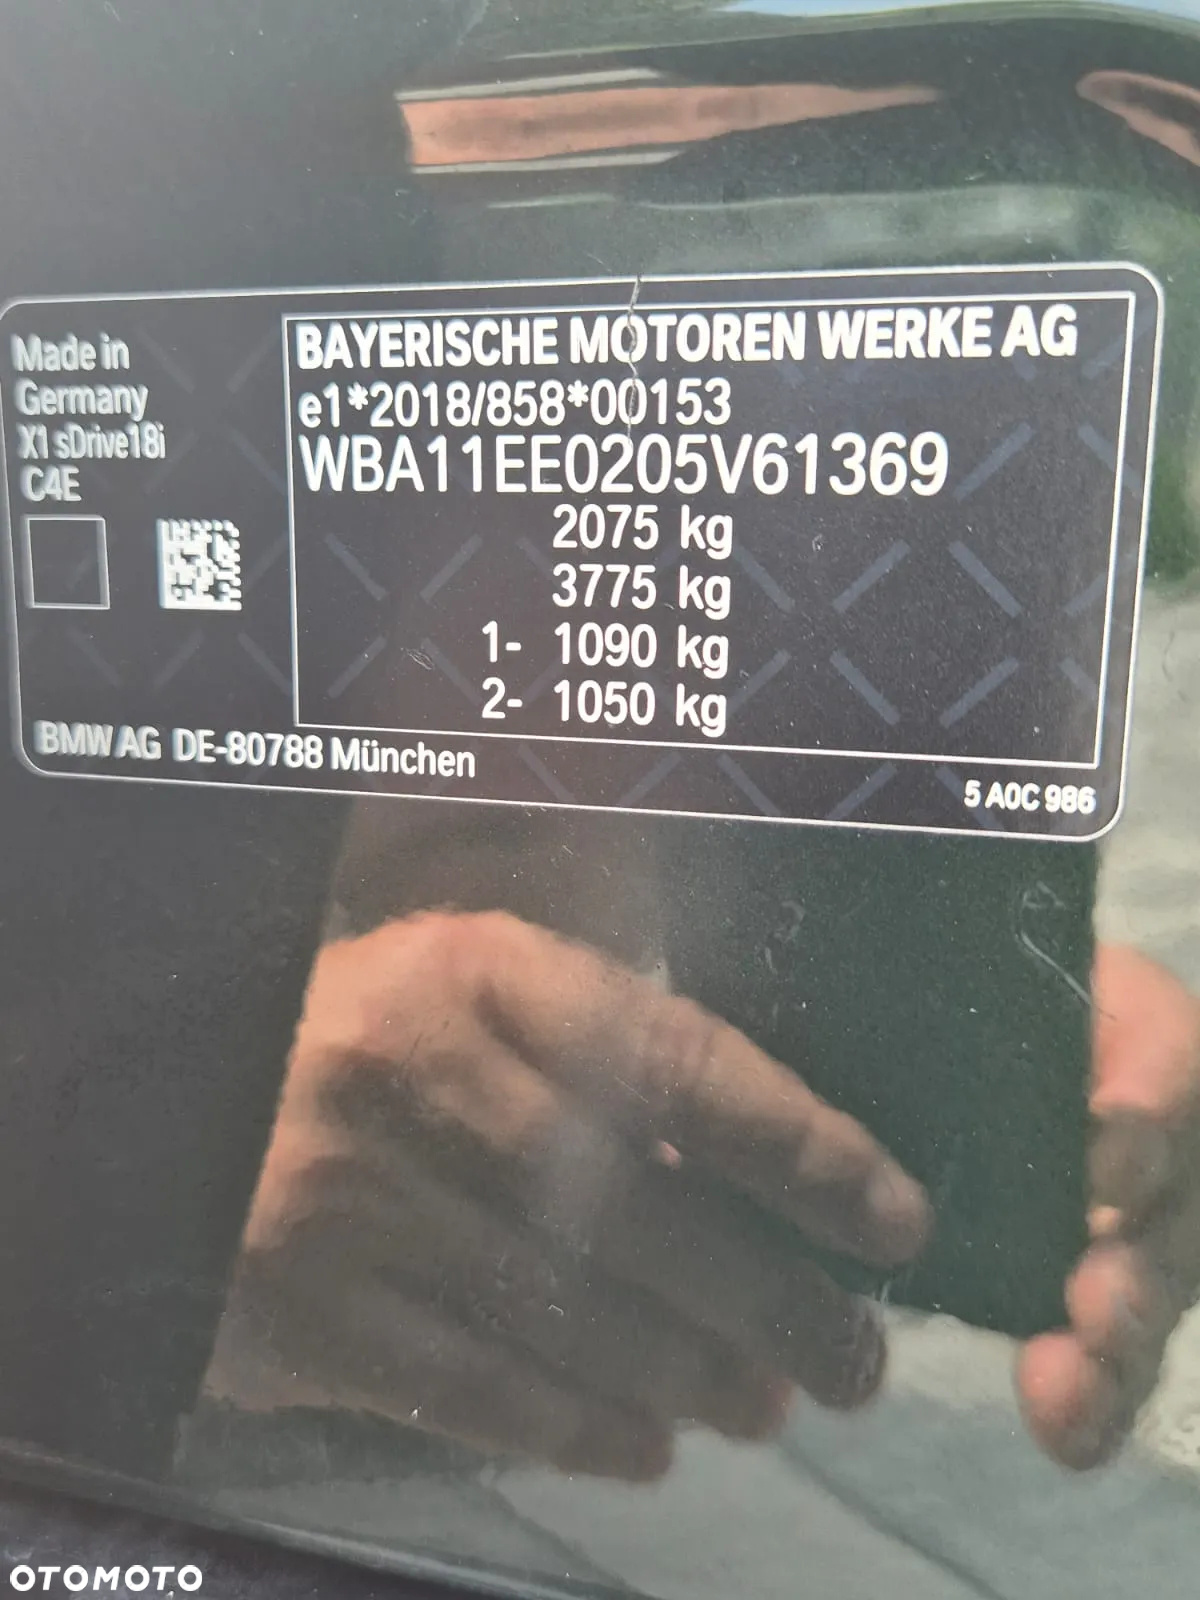 Made in
Germany
X1 sDrive18i
C4E
BAYERISCHE MOTOREN WERKE AG
e1*2018/858*00153
WBA11EE0205V61369
2075 kg
3775 kg
1- 1090 kg
2- 1050 kg
BMW AG DE-80788 München
5 A0C 986
OTOMOTO